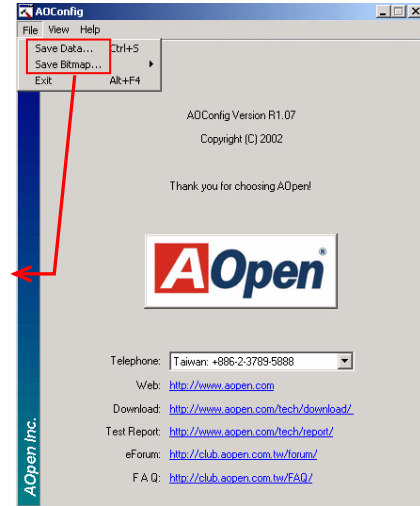 AOConfig
File View Help
Save Data... Ctrl+S
Save Bitmap...
Exit Alt+F4
AOConfig Version R1.07
Copyright (C) 2002
Thank you for choosing AOpen!
AOpen®
Telephone: Taiwan: +886-2-3789-5888
Web: http://www.aopen.com
Download: http://www.aopen.com/tech/download/
Test Report: http://www.aopen.com/tech/report/
eForum: http://club.aopen.com.tw/forum/
F A Q: http://club.aopen.com.tw/FAQ/
AOpen Inc.